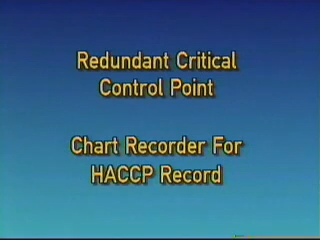 Redundant Critical
Control Point
Chart Recorder For
HACCP Record